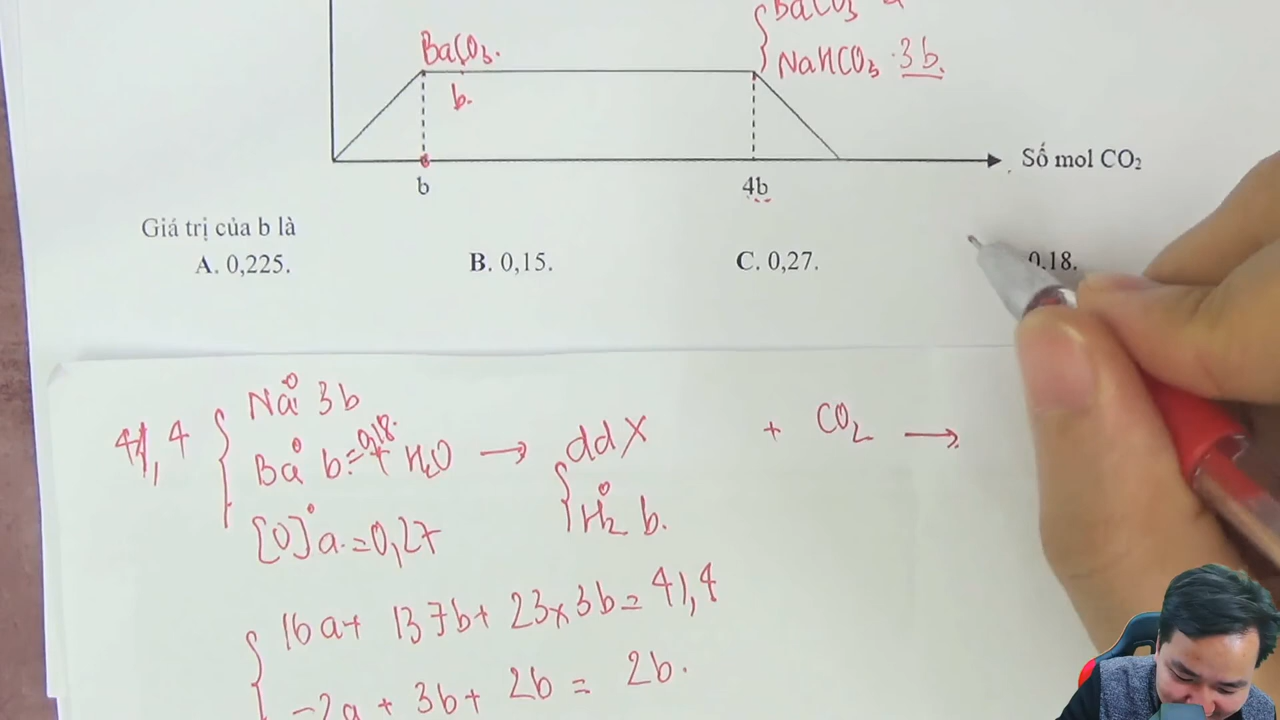 BaCO3
BaCO3.
NaHCO3 · 3b.
b.
Số mol CO2
b
4b
Giá trị của b là
A. 0,225.
B. 0,15.
C. 0,27.
0,18.
41,4
Na 3b
Ba b = 0,18. + H2O → ddX + CO2 →
[O] a = 0,27
H2 b.
16a + 137b + 23x3b = 41,4
-2a + 3b + 2b = 2b.